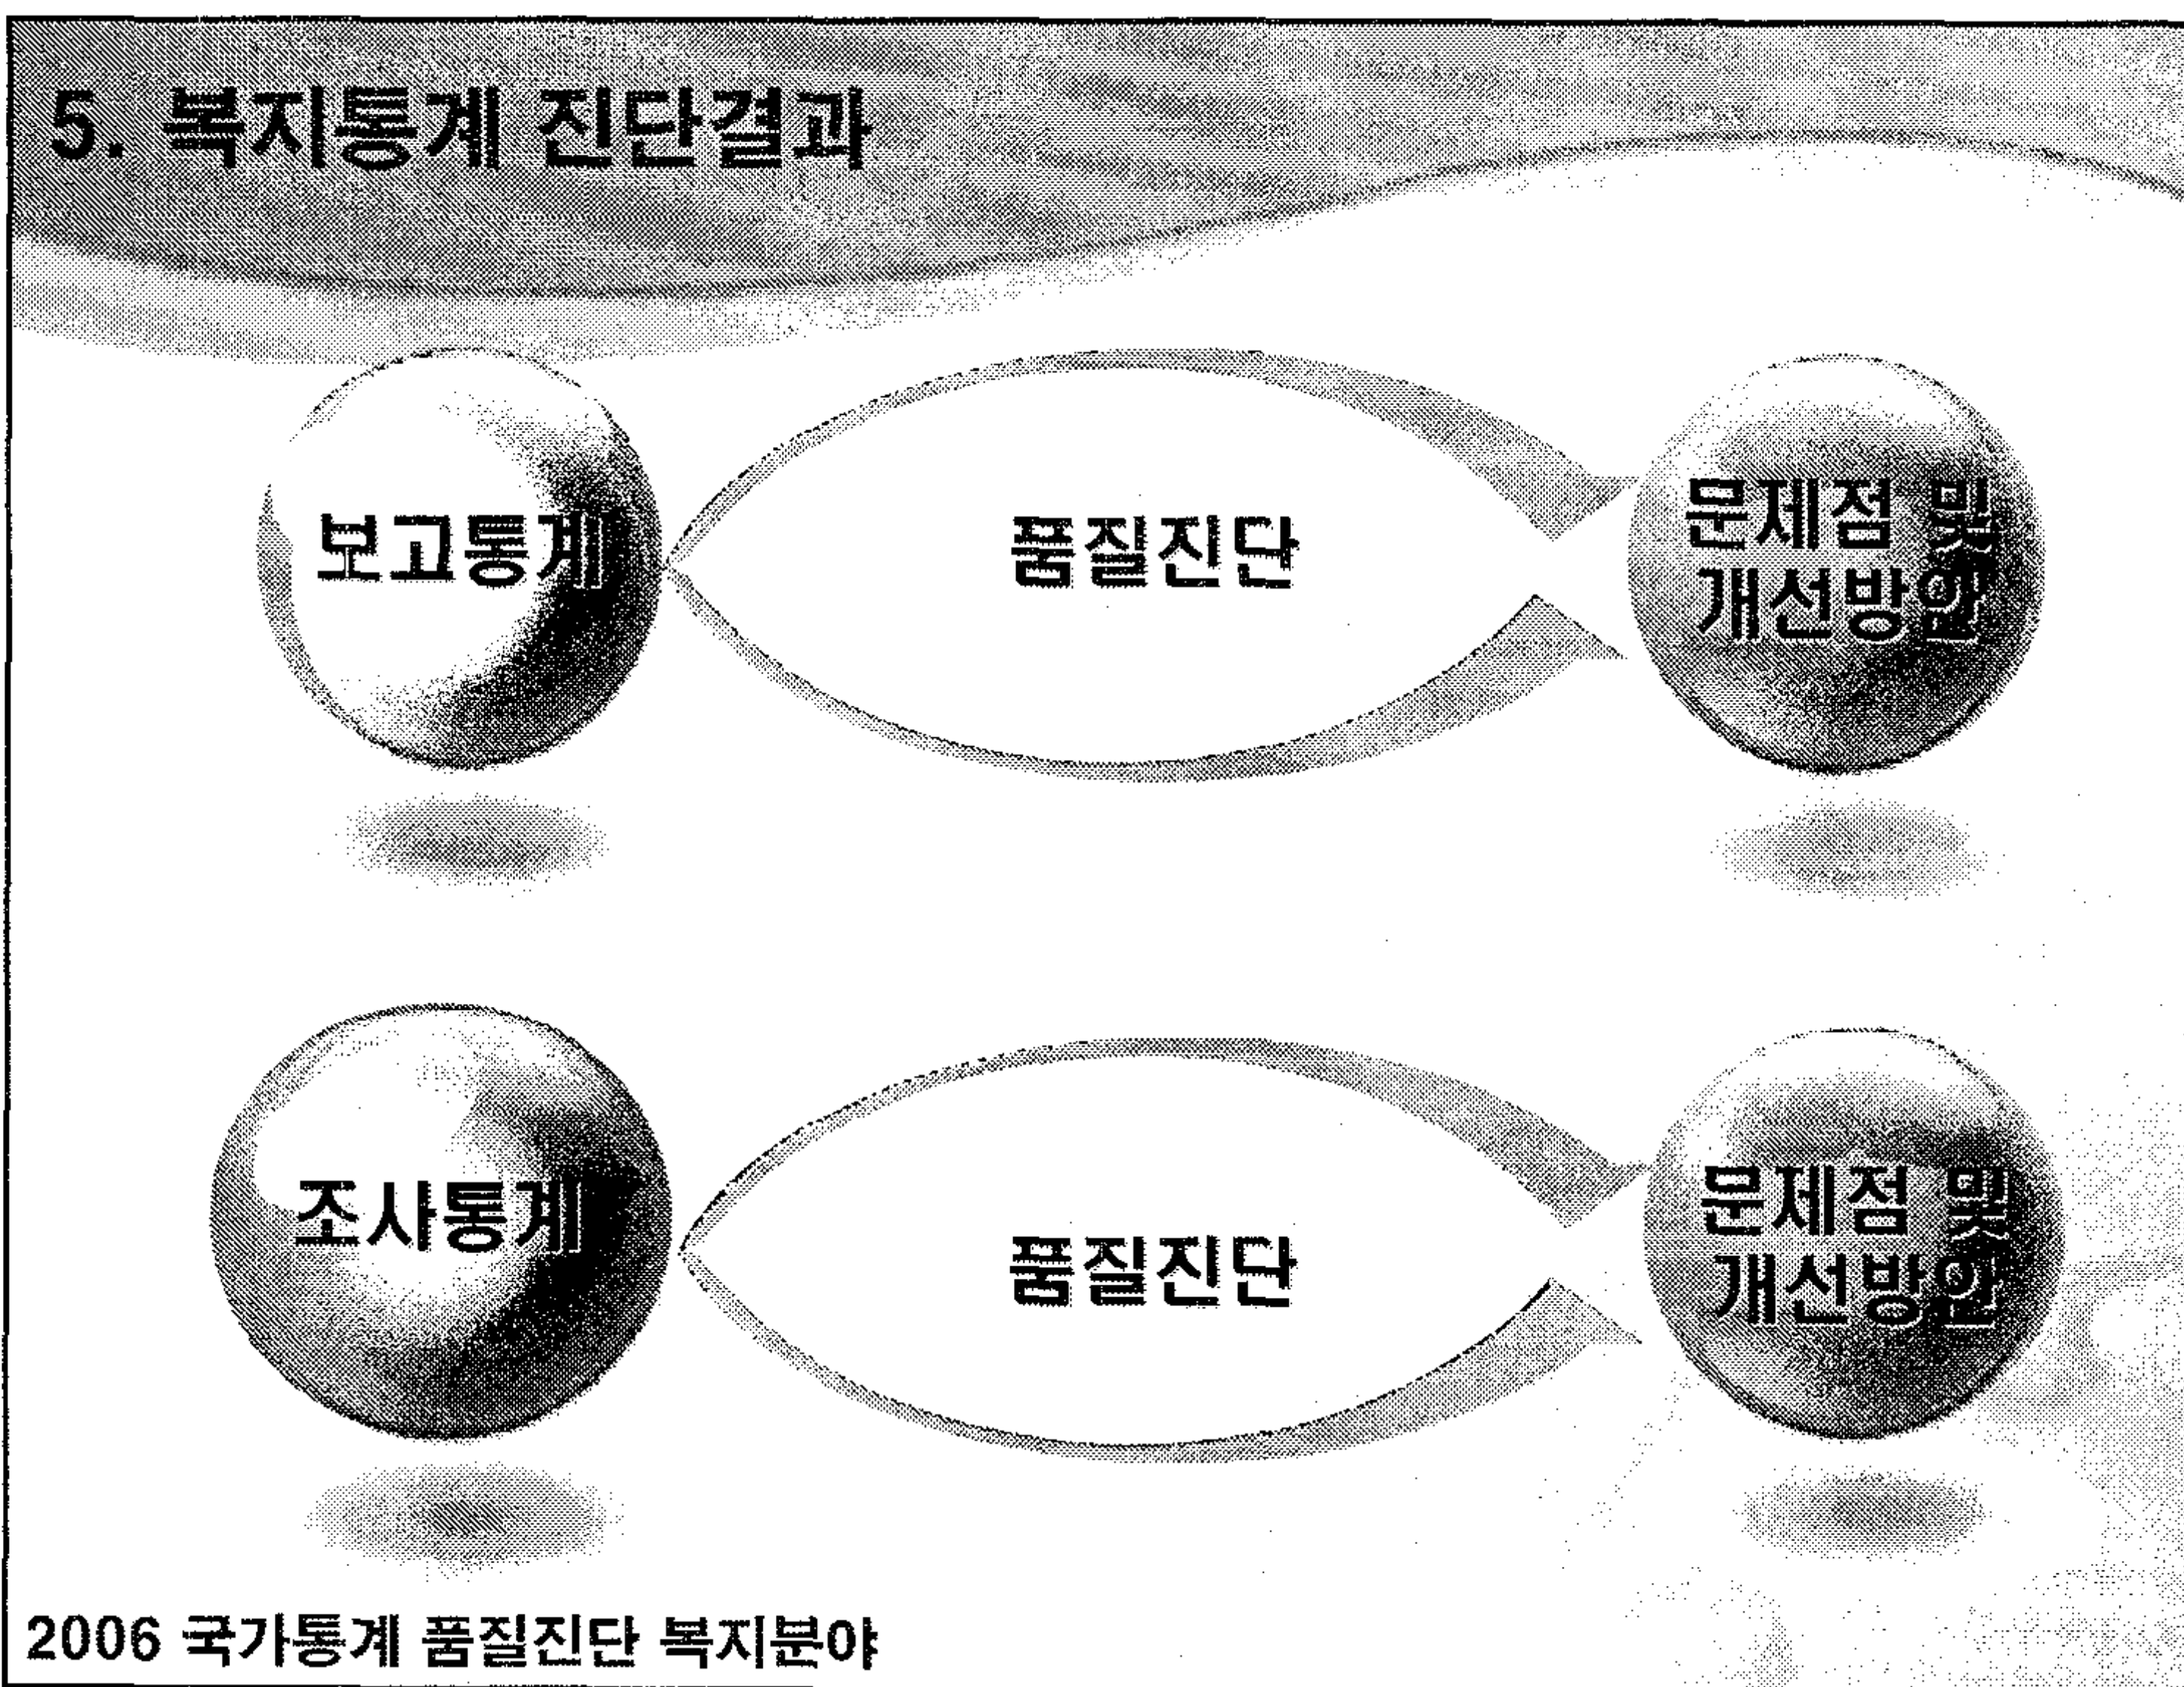 5. 복지통계 진단결과
보고통계
품질진단
문제점 및
개선방안
조사통계
품질진단
문제점 및
개선방안
2006 국가통계 품질진단 복지분야